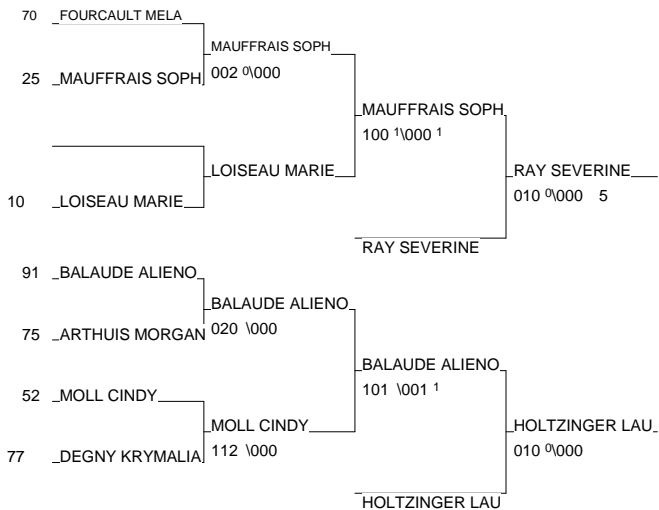 70 FOURCAULT MELA
MAUFFRAIS SOPH
25 MAUFFRAIS SOPH
002 0\000
MAUFFRAIS SOPH
100 1\000 1
LOISEAU MARIE
RAY SEVERINE
010 0\000 5
10 LOISEAU MARIE
RAY SEVERINE
91 BALAUDE ALIENO
BALAUDE ALIENO
020 \000
75 ARTHUIS MORGAN
BALAUDE ALIENO
101 \001 1
52 MOLL CINDY
MOLL CINDY
112 \000
HOLTZINGER LAU
010 0\000
77 DEGNY KRYMALIA
HOLTZINGER LAU